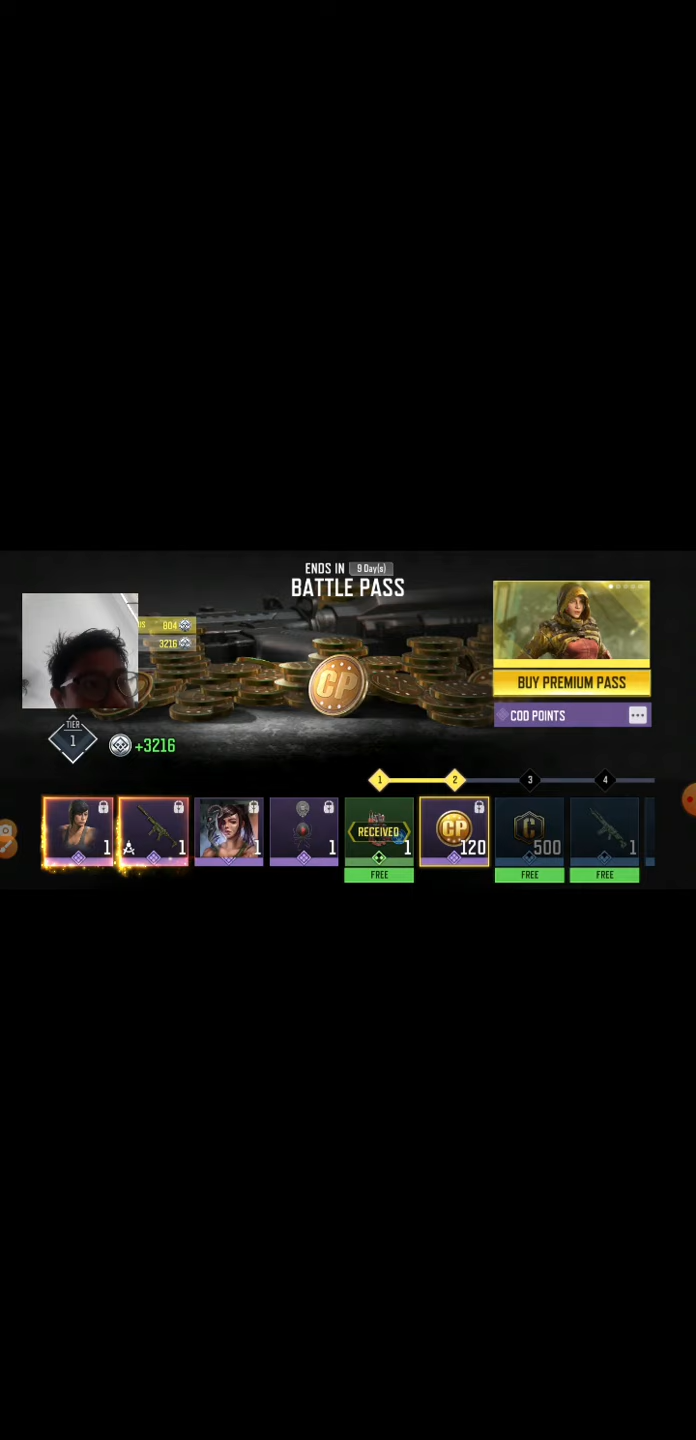 ENDS IN 9 Day(s)
BATTLE PASS
804
3216
CP
BUY PREMIUM PASS
COD POINTS
TIER
1
+3216
1 2 3 4
1 1 1 1 RECEIVED 1 CP 120 C 500 1
FREE FREE FREE